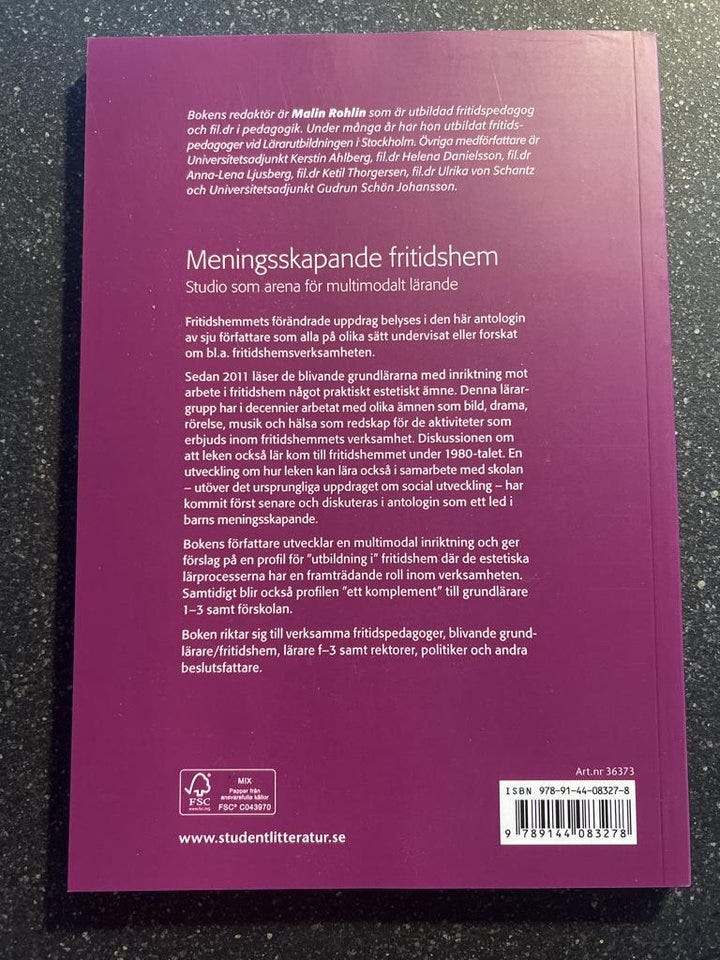 Bokens redaktör är Malin Rohlin som är utbildad fritidspedagog
och fil.dr i pedagogik. Under många år har hon utbildat fritids-
pedagoger vid Lärarutbildningen i Stockholm. Övriga medförfattare är
Universitetsadjunkt Kerstin Ahlberg, fil.dr Helena Danielsson, fil.dr
Anna-Lena Ljusberg, fil.dr Ketil Thorgersen, fil.dr Ulrika von Schantz
och Universitetsadjunkt Gudrun Schön Johansson.
Meningsskapande fritidshem
Studio som arena för multimodalt lärande
Fritidshemmets förändrade uppdrag belyses i den här antologin
av sju författare som alla på olika sätt undervisat eller forskat
om bl.a. fritidshemsverksamheten.
Sedan 2011 läser de blivande grundlärarna med inriktning mot
arbete i fritidshem något praktiskt estetiskt ämne. Denna lärar-
grupp har i decennier arbetat med olika ämnen som bild, drama,
rörelse, musik och hälsa som redskap för de aktiviteter som
erbjuds inom fritidshemmets verksamhet. Diskussionen om
att leken också lär kom till fritidshemmet under 1980-talet. En
utveckling om hur leken kan lära också i samarbete med skolan
– utöver det ursprungliga uppdraget om social utveckling – har
kommit först senare och diskuteras i antologin som ett led i
barns meningsskapande.
Bokens författare utvecklar en multimodal inriktning och ger
förslag på en profil för ”utbildning i” fritidshem där de estetiska
lärprocesserna har en framträdande roll inom verksamheten.
Samtidigt blir också profilen ”ett komplement” till grundlärare
1–3 samt förskolan.
Boken riktar sig till verksamma fritidspedagoger, blivande grund-
lärare/fritidshem, lärare f–3 samt rektorer, politiker och andra
beslutsfattare.
FSC
www.fsc.org
MIX
Papper från
ansvarsfulla källor
FSC® C043970
www.studentlitteratur.se
Art.nr 36373
ISBN 978-91-44-08327-8
9 789144 083278